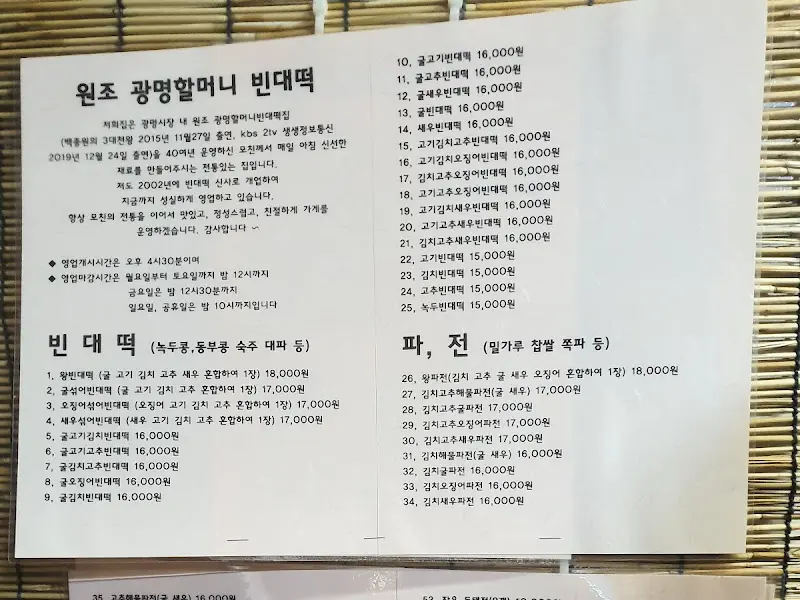 원조 광명할머니 빈대떡
저희집은 광명시장 내 원조 광명할머니빈대떡집
(백종원의 3대천왕 2015년 11월27일 출연, kbs 2tv 생생정보통신
2019년 12월 24일 출연)을 40여년 운영하신 모친께서 매일 아침 신선한
재료를 만들어주시는 전통있는 집입니다.
저도 2002년에 빈대떡 신사로 개업하여
지금까지 성실하게 영업하고 있습니다.
항상 모친의 전통을 이어서 맛있고, 정성스럽고, 친절하게 가게를
운영하겠습니다. 감사합니다 ~
◆ 영업개시시간은 오후 4시30분이며
◆ 영업마감시간은 월요일부터 토요일까지 밤 12시까지
금요일은 밤 12시30분까지
일요일, 공휴일은 밤 10시까지입니다
빈 대 떡 (녹두콩,동부콩 숙주 대파 등)
1, 왕빈대떡 (굴 고기 김치 고추 새우 혼합하여 1장) 18,000원
2, 굴섞어빈대떡 (굴 고기 김치 고추 혼합하여 1장) 17,000원
3, 오징어섞어빈대떡 (오징어 고기 김치 고추 혼합하여 1장) 17,000원
4, 새우섞어빈대떡 (새우 고기 김치 고추 혼합하여 1장) 17,000원
5, 굴고기김치빈대떡 16,000원
6, 굴고기고추빈대떡 16,000원
7, 굴김치고추빈대떡 16,000원
8, 굴오징어빈대떡 16,000원
9, 굴김치빈대떡 16,000원
10, 굴고기빈대떡 16,000원
11, 굴고추빈대떡 16,000원
12, 굴새우빈대떡 16,000원
13, 굴빈대떡 16,000원
14, 새우빈대떡 16,000원
15, 고기김치고추빈대떡 16,000원
16, 고기김치오징어빈대떡 16,000원
17, 김치고추오징어빈대떡 16,000원
18, 고기고추오징어빈대떡 16,000원
19, 고기김치새우빈대떡 16,000원
20, 고기고추새우빈대떡 16,000원
21, 김치고추새우빈대떡 16,000원
22, 고기빈대떡 15,000원
23, 김치빈대떡 15,000원
24, 고추빈대떡 15,000원
25, 녹두빈대떡 15,000원
파, 전 (밀가루 찹쌀 쪽파 등)
26, 왕파전(김치 고추 굴 새우 오징어 혼합하여 1장) 18,000원
27, 김치고추해물파전(굴 새우) 17,000원
28, 김치고추굴파전 17,000원
29, 김치고추오징어파전 17,000원
30, 김치고추새우파전 17,000원
31, 김치해물파전(굴 새우) 16,000원
32, 김치굴파전 16,000원
33, 김치오징어파전 16,000원
34, 김치새우파전 16,000원
35, 고추해물파전(굴 새우) 16,000원